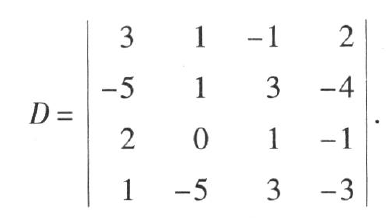 D = | 3 1 −1 2 |
| −5 1 3 −4 |
| 2 0 1 −1 |
| 1 −5 3 −3 | .